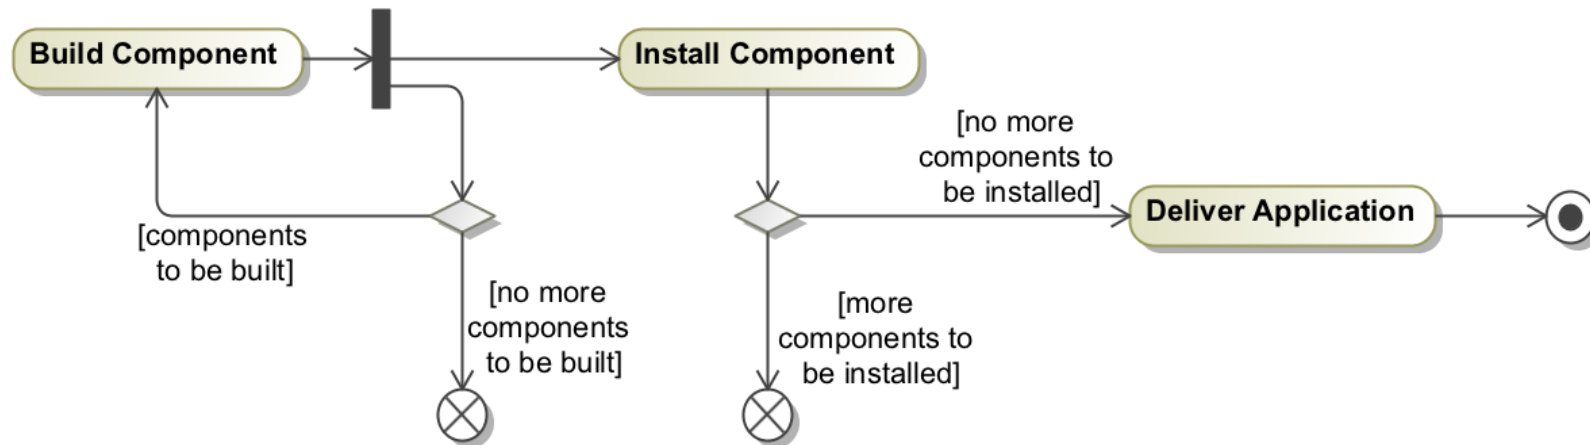 Build Component
Install Component
[no more
components to
be installed]
Deliver Application
[components
to be built]
[no more
components
to be built]
[more
components to
be installed]